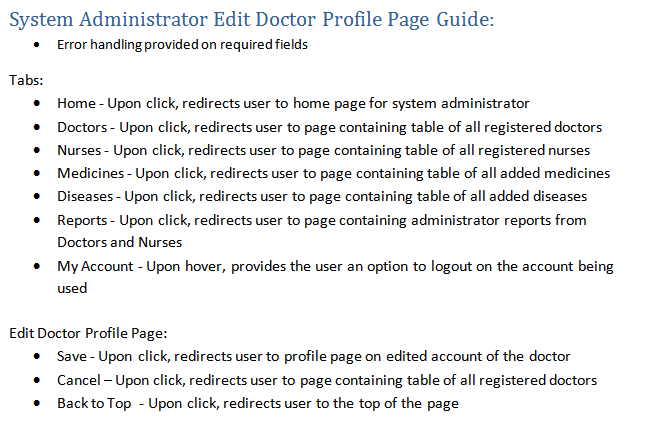 System Administrator Edit Doctor Profile Page Guide:
• Error handling provided on required fields
Tabs:
• Home - Upon click, redirects user to home page for system administrator
• Doctors - Upon click, redirects user to page containing table of all registered doctors
• Nurses - Upon click, redirects user to page containing table of all registered nurses
• Medicines - Upon click, redirects user to page containing table of all added medicines
• Diseases - Upon click, redirects user to page containing table of all added diseases
• Reports - Upon click, redirects user to page containing administrator reports from
Doctors and Nurses
• My Account - Upon hover, provides the user an option to logout on the account being
used
Edit Doctor Profile Page:
• Save - Upon click, redirects user to profile page on edited account of the doctor
• Cancel – Upon click, redirects user to page containing table of all registered doctors
• Back to Top - Upon click, redirects user to the top of the page